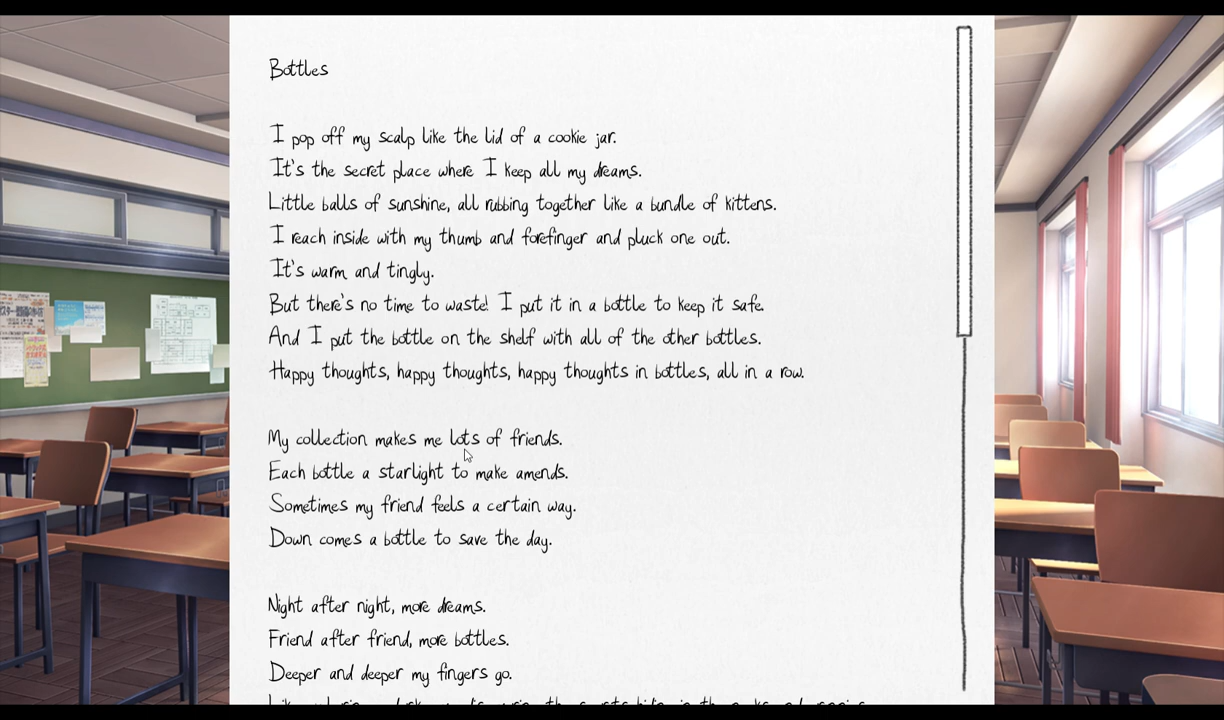 Bottles
I pop off my scalp like the lid of a cookie jar.
It's the secret place where I keep all my dreams.
Little balls of sunshine, all rubbing together like a bundle of kittens.
I reach inside with my thumb and forefinger and pluck one out.
It's warm and tingly.
But there's no time to waste! I put it in a bottle to keep it safe.
And I put the bottle on the shelf with all of the other bottles.
Happy thoughts, happy thoughts, happy thoughts in bottles, all in a row.
My collection makes me lots of friends.
Each bottle a starlight to make amends.
Sometimes my friend feels a certain way.
Down comes a bottle to save the day.
Night after night, more dreams.
Friend after friend, more bottles.
Deeper and deeper my fingers go.